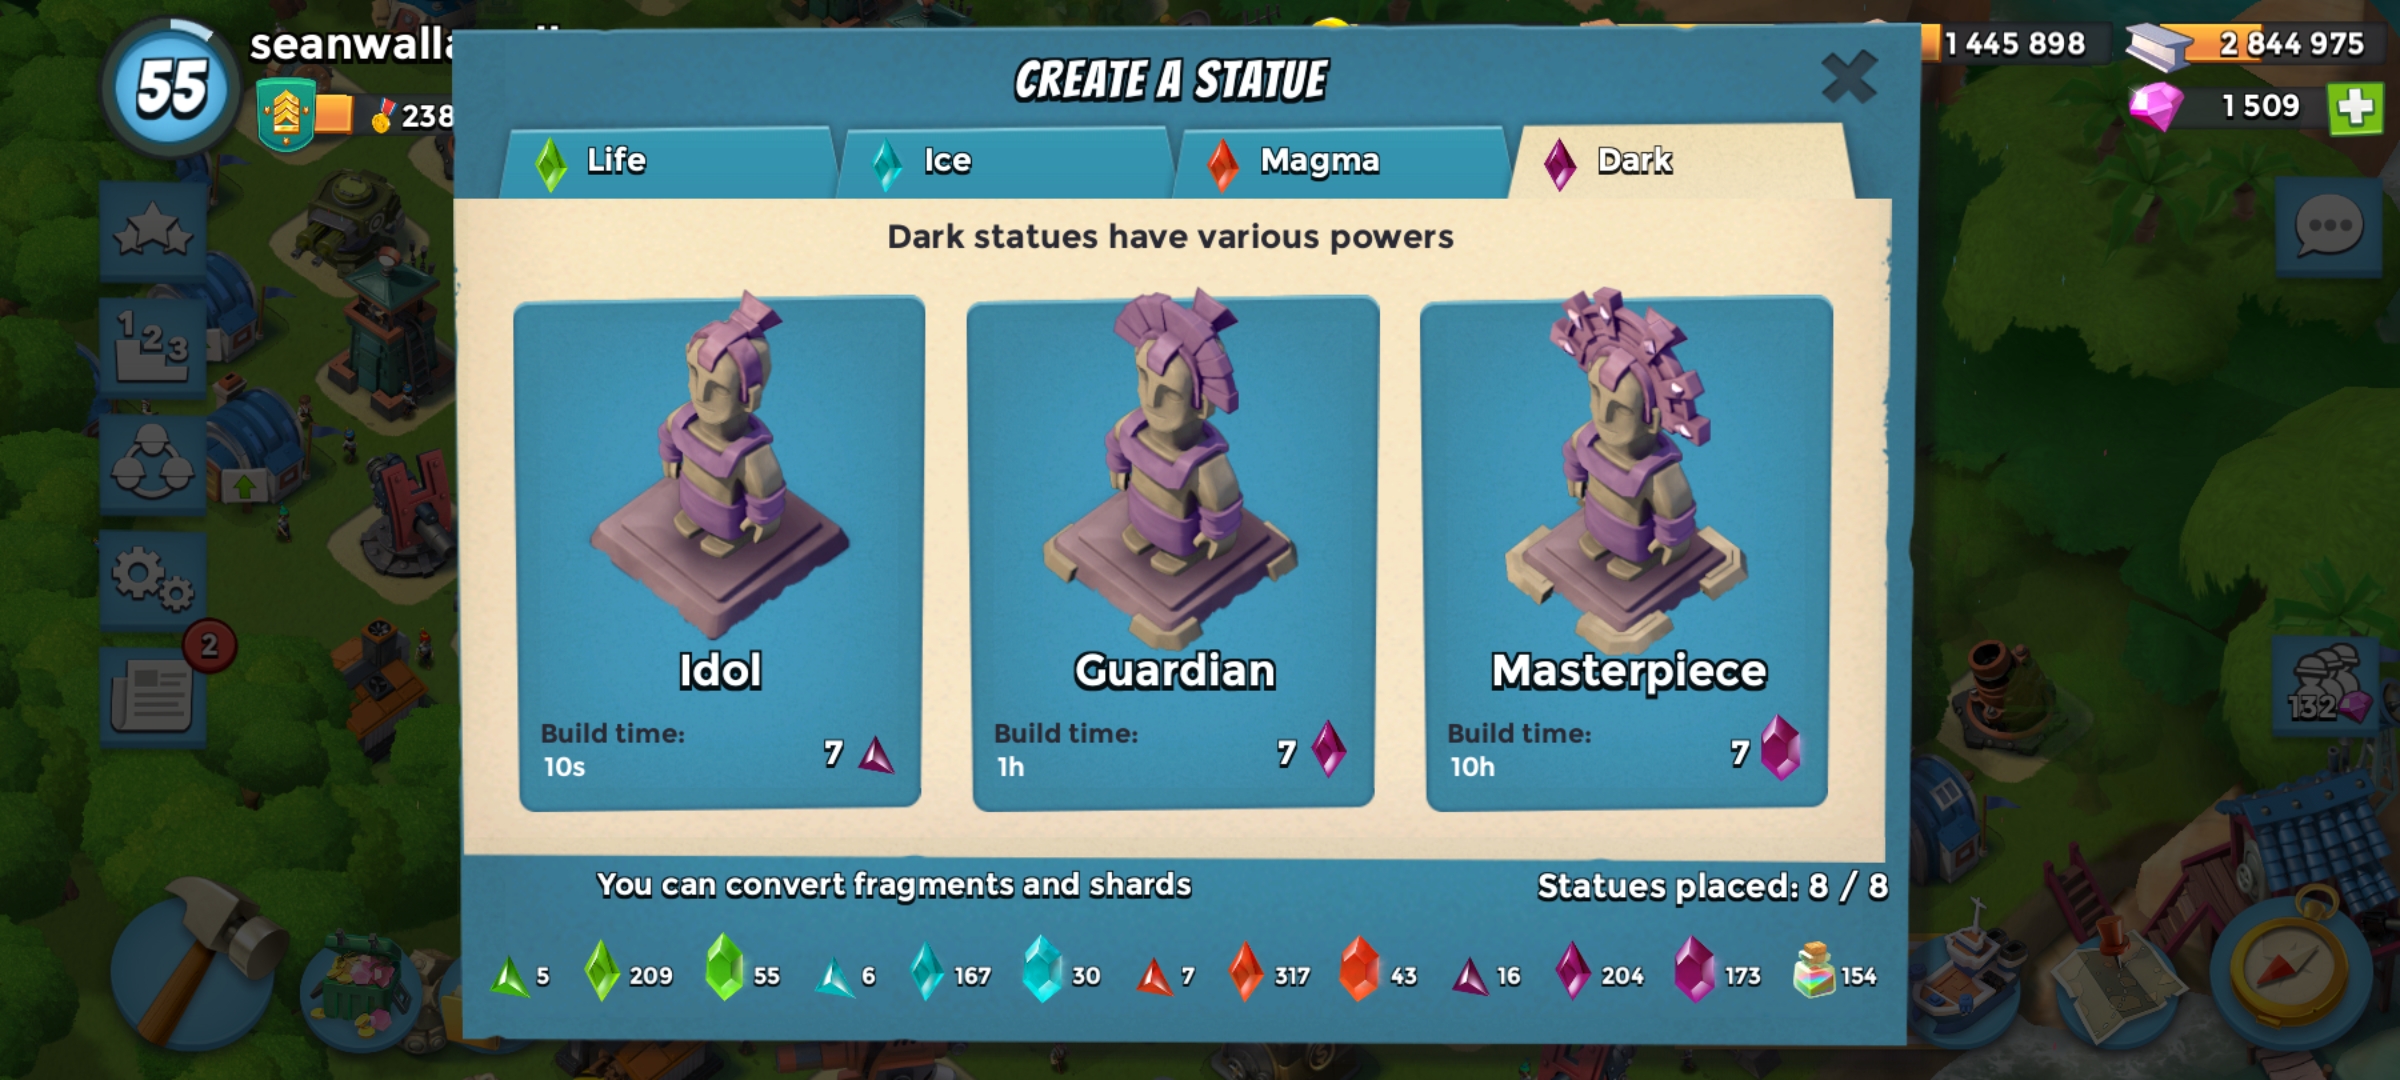 55
238
CREATE A STATUE
1 445 898
2 844 975
1 509
Life
Ice
Magma
Dark
Dark statues have various powers
1 2 3
2
Idol
Build time:
10s
7
Guardian
Build time:
1h
7
Masterpiece
Build time:
10h
7
132
You can convert fragments and shards
Statues placed: 8 / 8
5 209 55 6 167 30 7 317 43 16 204 173 154